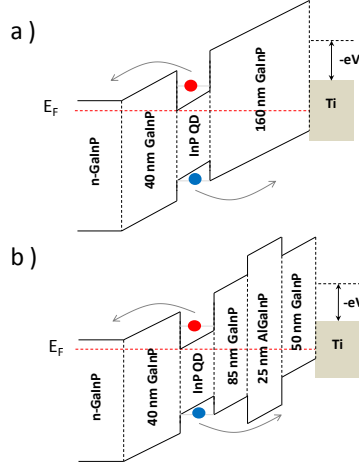 a )
E_F
n-GaInP
40 nm GaInP
InP QD
160 nm GaInP
-eV
Ti
b )
E_F
n-GaInP
40 nm GaInP
InP QD
85 nm GaInP
25 nm AlGaInP
50 nm GaInP
-eV
Ti